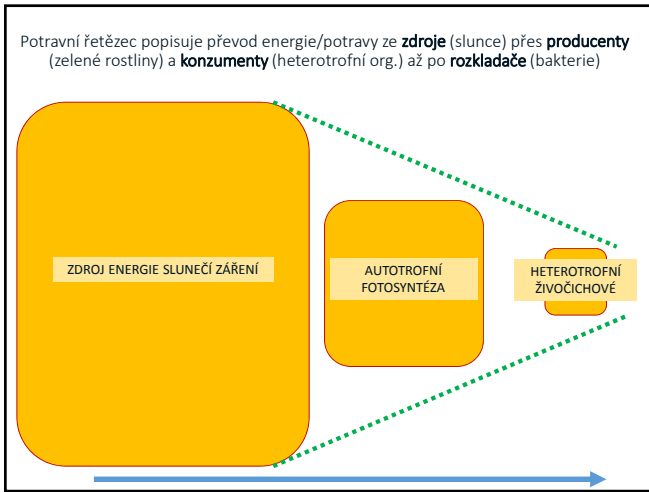 Potravní řetězec popisuje převod energie/potravy ze zdroje (slunce) přes producenty
(zelené rostliny) a konzumenty (heterotrofní org.) až po rozkladače (bakterie)
ZDROJ ENERGIE SLUNEČÍ ZÁŘENÍ
AUTOTROFNÍ
FOTOSYNTÉZA
HETEROTROFNÍ
ŽIVOČICHOVÉ